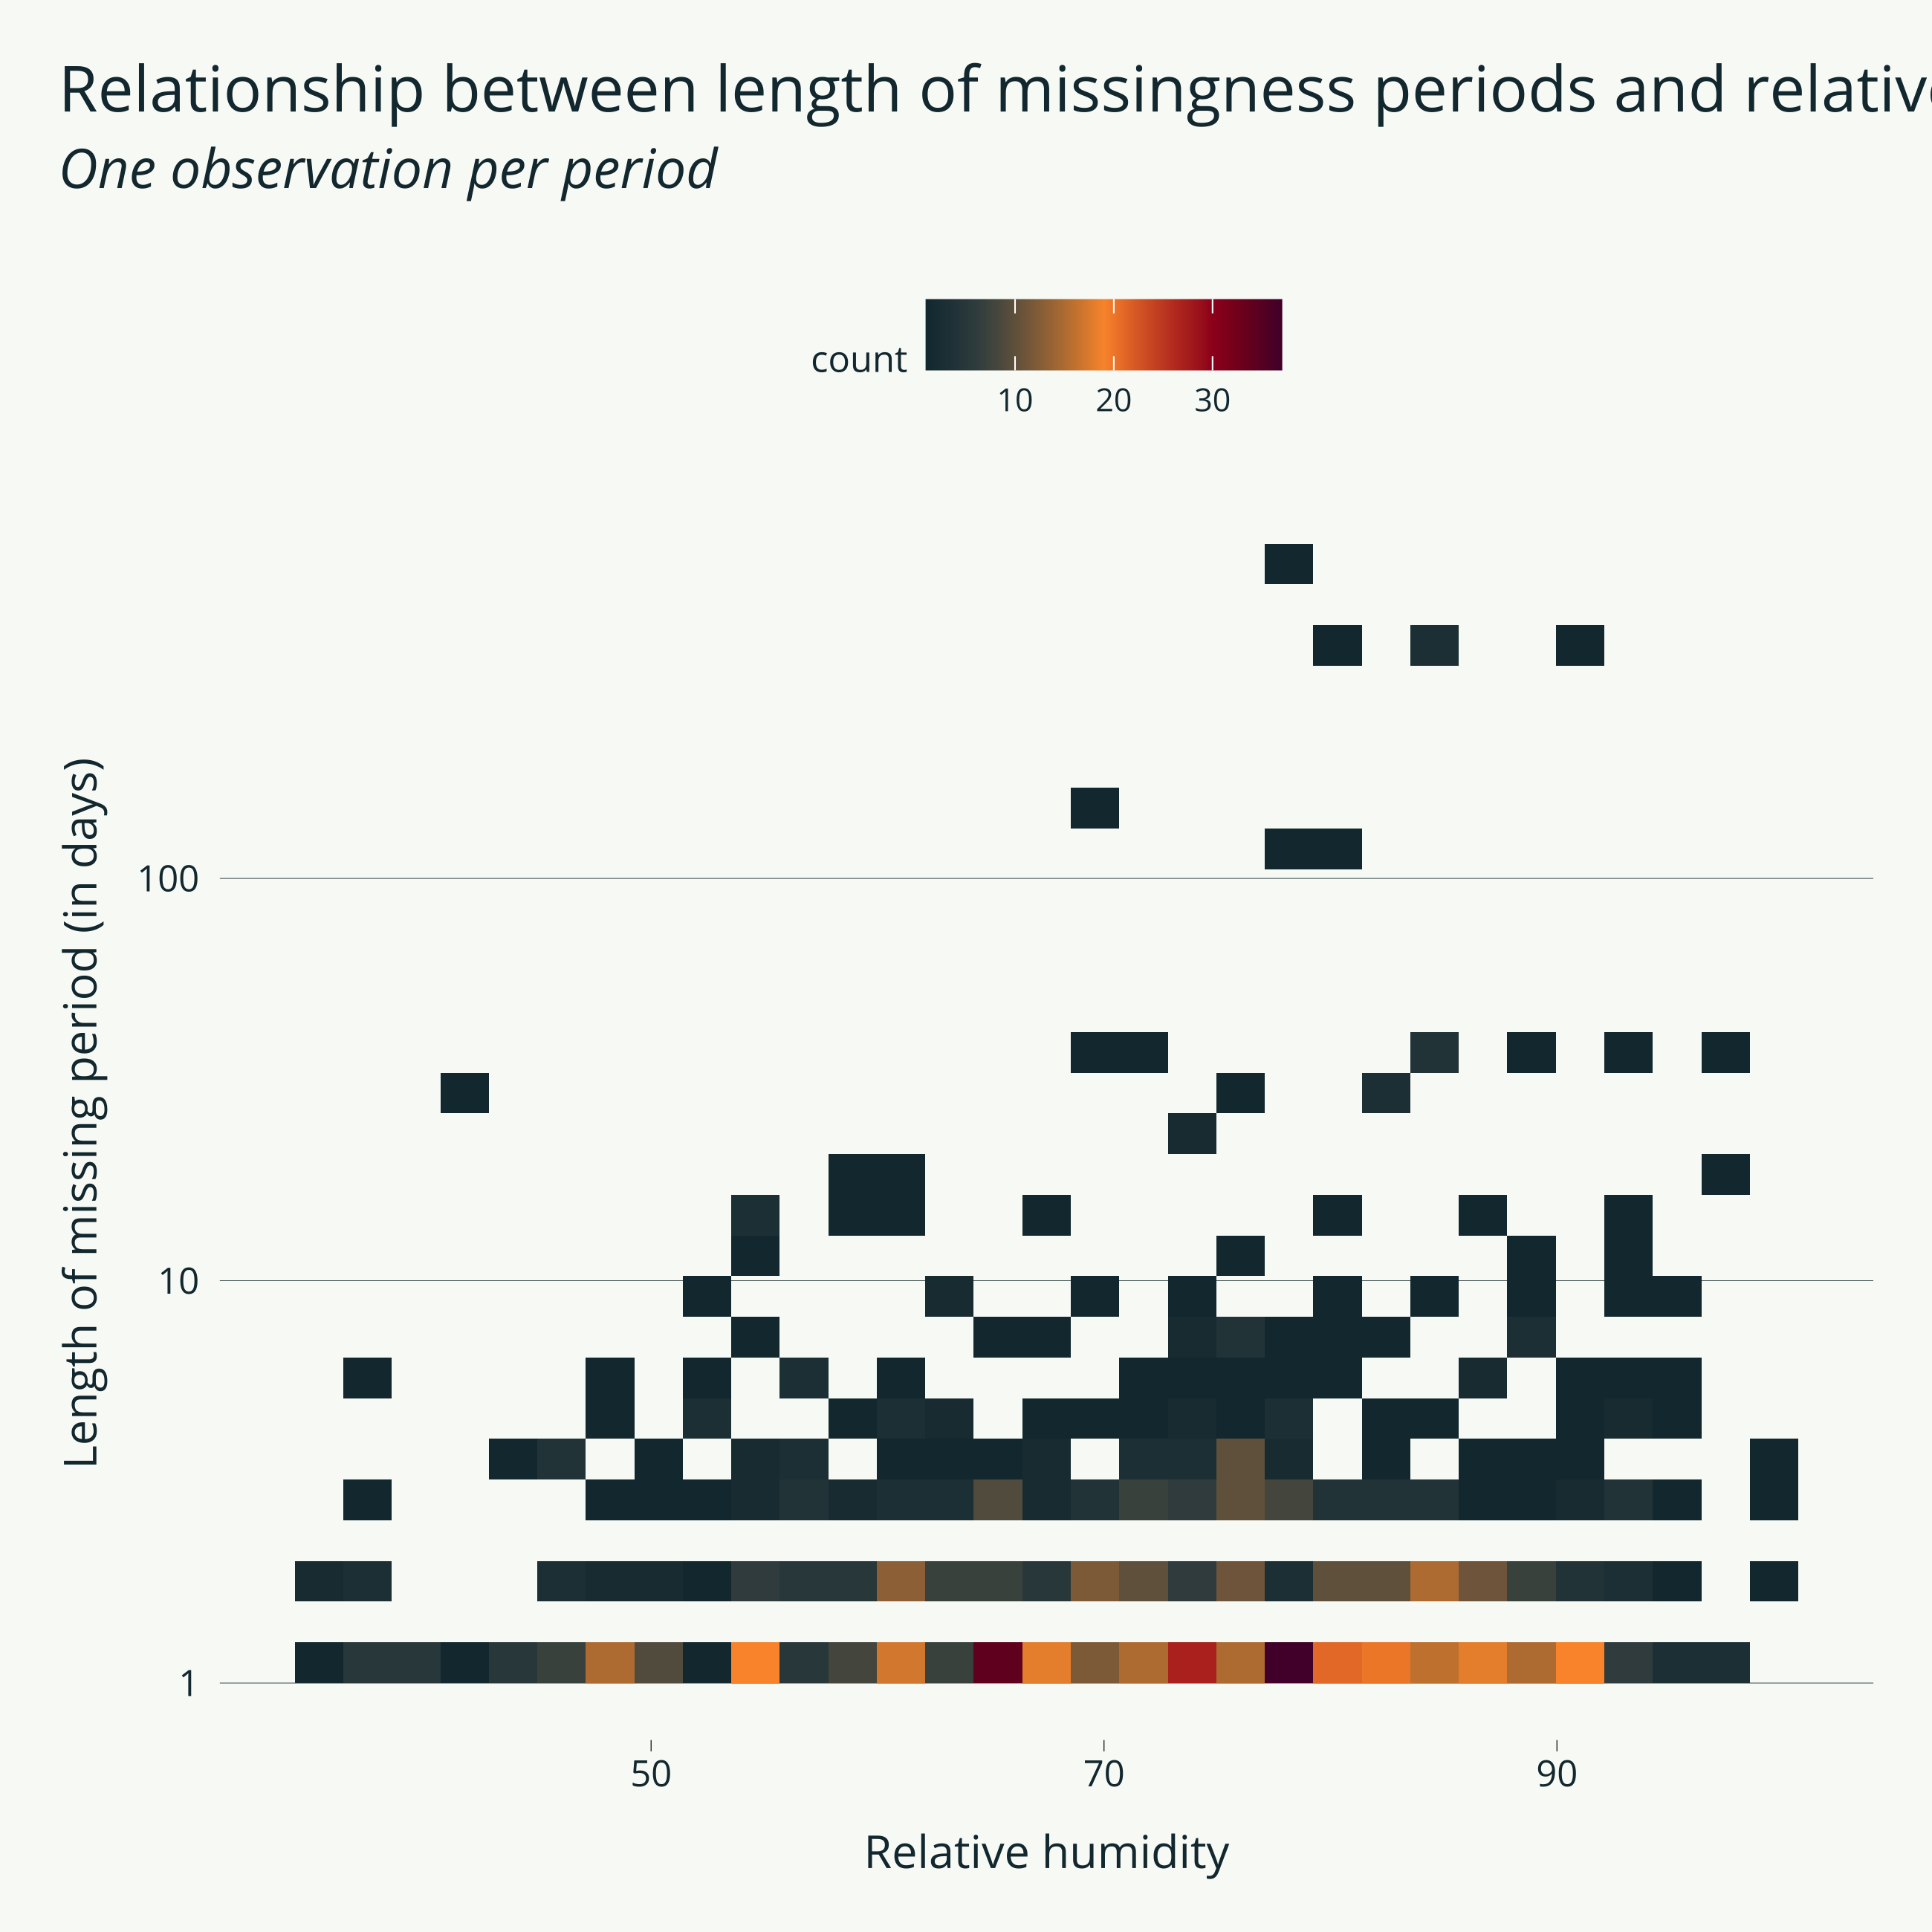 Relationship between length of missingness periods and relative
One observation per period
count
10 20 30
Length of missing period (in days)
100
10
1
50 70 90
Relative humidity